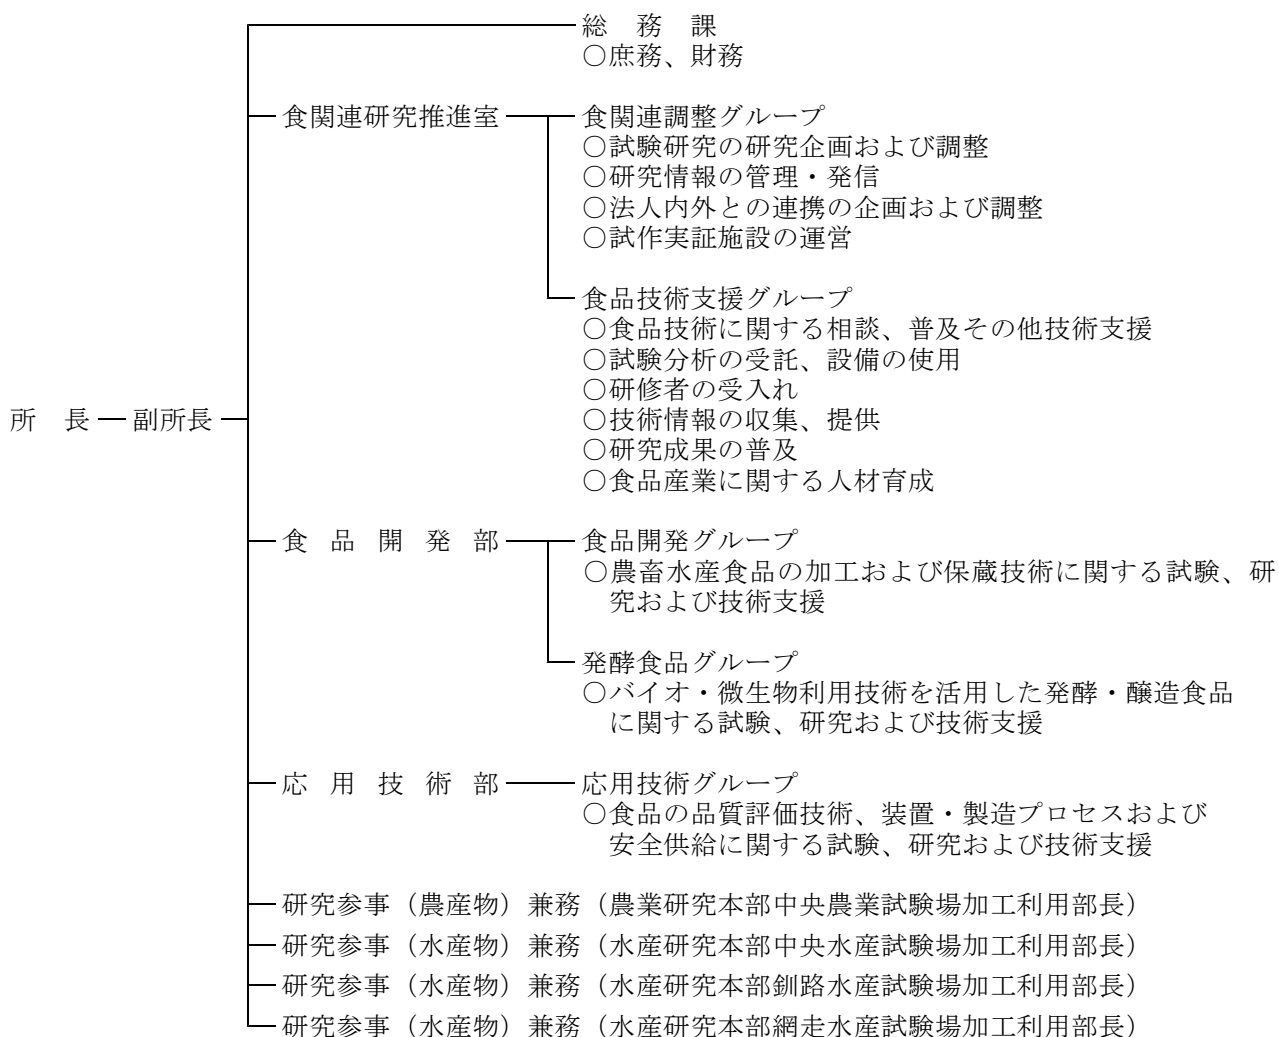 総　務　課
○庶務、財務
食関連研究推進室
食関連調整グループ
○試験研究の研究企画および調整
○研究情報の管理・発信
○法人内外との連携の企画および調整
○試作実証施設の運営
食品技術支援グループ
○食品技術に関する相談、普及その他技術支援
○試験分析の受託、設備の使用
○研修者の受入れ
所　長
副所長
○技術情報の収集、提供
○研究成果の普及
○食品産業に関する人材育成
食　品　開　発　部
食品開発グループ
○農畜水産食品の加工および保蔵技術に関する試験、研
究および技術支援
発酵食品グループ
○バイオ・微生物利用技術を活用した発酵・醸造食品
に関する試験、研究および技術支援
応　用　技　術　部
応用技術グループ
○食品の品質評価技術、装置・製造プロセスおよび
安全供給に関する試験、研究および技術支援
研究参事（農産物）兼務（農業研究本部中央農業試験場加工利用部長）
研究参事（水産物）兼務（水産研究本部中央水産試験場加工利用部長）
研究参事（水産物）兼務（水産研究本部釧路水産試験場加工利用部長）
研究参事（水産物）兼務（水産研究本部網走水産試験場加工利用部長）